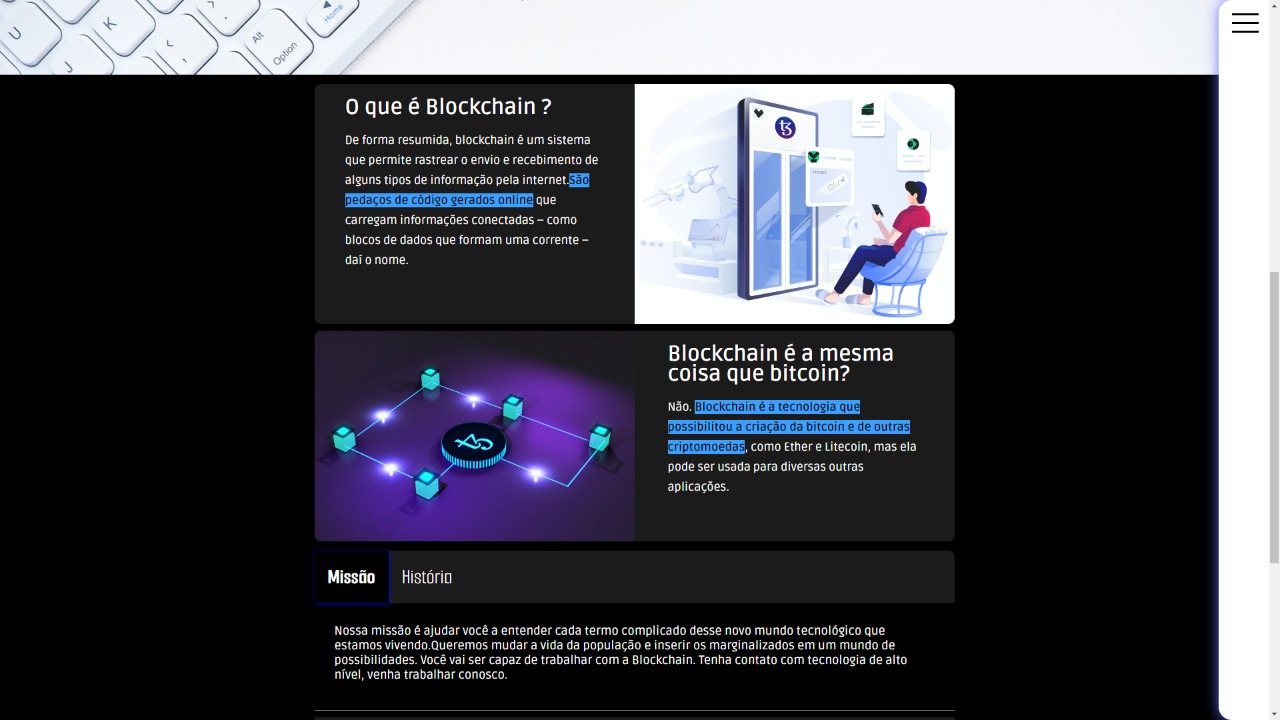 U
K
J
<
,
.
Alt
Option
Home
O que é Blockchain ?
De forma resumida, blockchain é um sistema
que permite rastrear o envio e recebimento de
alguns tipos de informação pela internet.São
pedaços de código gerados online que
carregam informações conectadas – como
blocos de dados que formam uma corrente –
daí o nome.
Blockchain é a mesma
coisa que bitcoin?
Não. Blockchain é a tecnologia que
possibilitou a criação da bitcoin e de outras
criptomoedas, como Ether e Litecoin, mas ela
pode ser usada para diversas outras
aplicações.
Missão
História
Nossa missão é ajudar você a entender cada termo complicado desse novo mundo tecnológico que
estamos vivendo.Queremos mudar a vida da população e inserir os marginalizados em um mundo de
possibilidades. Você vai ser capaz de trabalhar com a Blockchain. Tenha contato com tecnologia de alto
nível, venha trabalhar conosco.